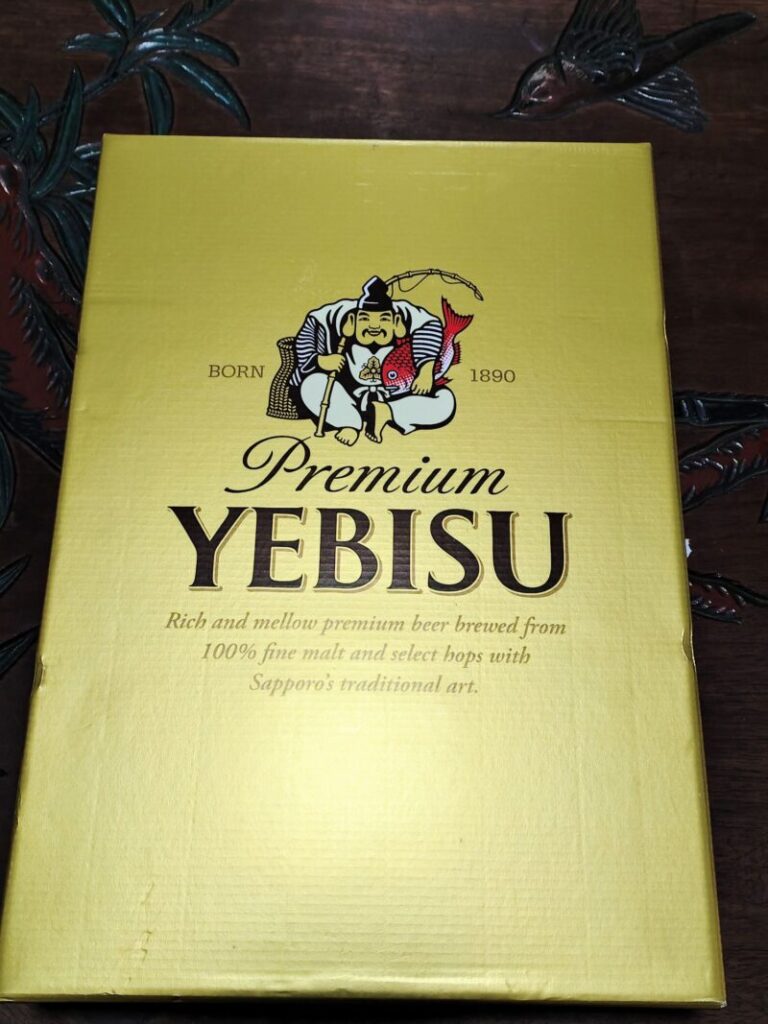 BORN 1890
Premium
YEBISU
Rich and mellow premium beer brewed from
100% fine malt and select hops with
Sapporo's traditional art.